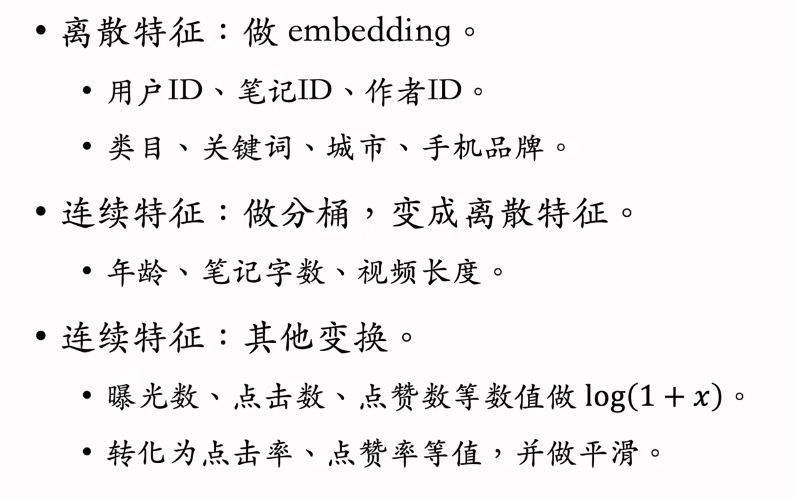 • 离散特征：做 embedding。
• 用户ID、笔记ID、作者ID。
• 类目、关键词、城市、手机品牌。
• 连续特征：做分桶，变成离散特征。
• 年龄、笔记字数、视频长度。
• 连续特征：其他变换。
• 曝光数、点击数、点赞数等数值做 log(1 + x)。
• 转化为点击率、点赞率等值，并做平滑。